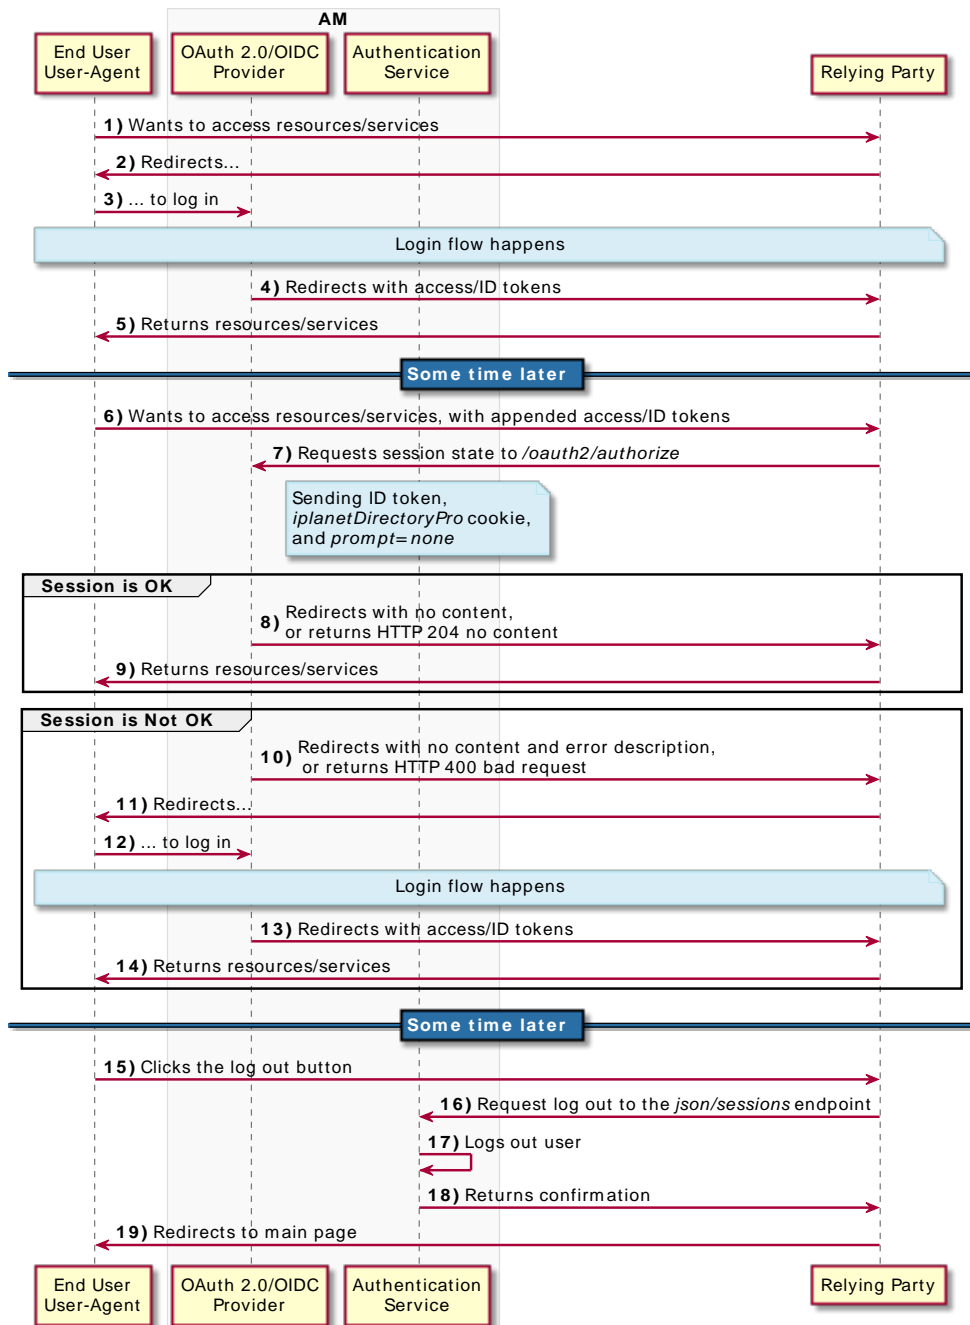 AM
End User
User-Agent
OAuth 2.0/OIDC
Provider
Authentication
Service
Relying Party
1) Wants to access resources/services
2) Redirects...
3) ... to log in
Login flow happens
4) Redirects with access/ID tokens
5) Returns resources/services
Some time later
6) Wants to access resources/services, with appended access/ID tokens
7) Requests session state to /oauth2/authorize
Sending ID token,
iplanetDirectoryPro cookie,
and prompt=none
Session is OK
8) Redirects with no content,
or returns HTTP 204 no content
9) Returns resources/services
Session is Not OK
10) Redirects with no content and error description,
or returns HTTP 400 bad request
11) Redirects...
12) ... to log in
Login flow happens
13) Redirects with access/ID tokens
14) Returns resources/services
Some time later
15) Clicks the log out button
16) Request log out to the json/sessions endpoint
17) Logs out user
18) Returns confirmation
19) Redirects to main page
End User
User-Agent
OAuth 2.0/OIDC
Provider
Authentication
Service
Relying Party